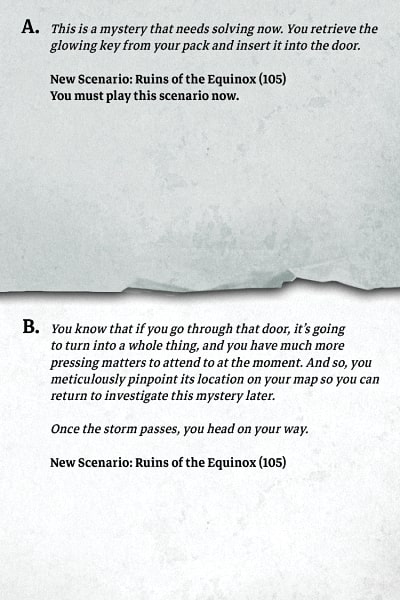 A. This is a mystery that needs solving now. You retrieve the
glowing key from your pack and insert it into the door.
New Scenario: Ruins of the Equinox (105)
You must play this scenario now.
B. You know that if you go through that door, it's going
to turn into a whole thing, and you have much more
pressing matters to attend to at the moment. And so, you
meticulously pinpoint its location on your map so you can
return to investigate this mystery later.
Once the storm passes, you head on your way.
New Scenario: Ruins of the Equinox (105)